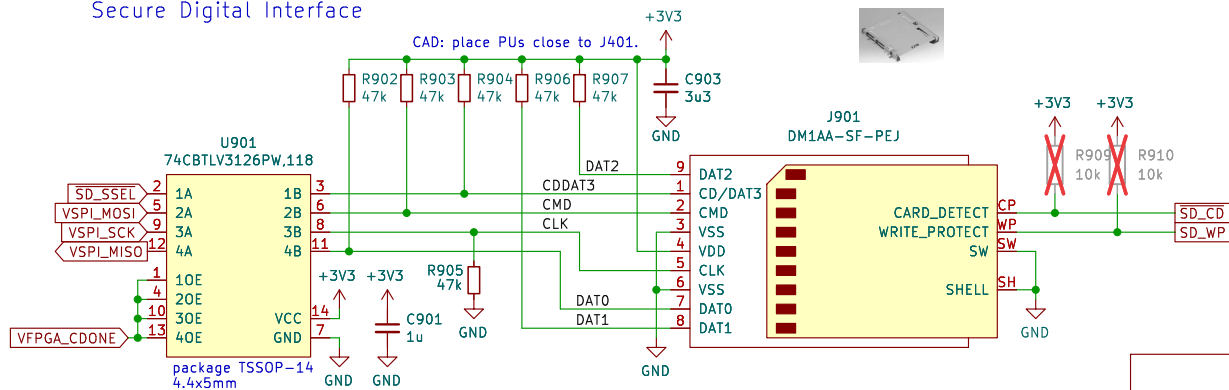 Secure Digital Interface
+3V3
CAD: place PUs close to J401.
R902
47k
R903
47k
R904
47k
R906
47k
R907
47k
C903
3u3
GND
J901
DM1AA-SF-PEJ
+3V3
+3V3
R909
10k
R910
10k
U901
74CBTLV3126PW,118
SD_SSEL
2
1A
1B
3
VSPI_MOSI
5
2A
2B
6
VSPI_SCK
9
3A
3B
8
VSPI_MISO
12
4A
4B
11
1
1OE
4
2OE
10
3OE
VCC
14
VFPGA_CDONE
13
4OE
GND
7
package TSSOP-14
4.4x5mm
+3V3
GND
+3V3
C901
1u
GND
R905
47k
GND
DAT2
CDDAT3
CMD
CLK
DAT0
DAT1
GND
9
DAT2
1
CD/DAT3
2
CMD
3
VSS
4
VDD
5
CLK
6
VSS
7
DAT0
8
DAT1
CARD_DETECT
CP
SD_CD
WRITE_PROTECT
WP
SD_WP
SW
SW
SHELL
SH
GND